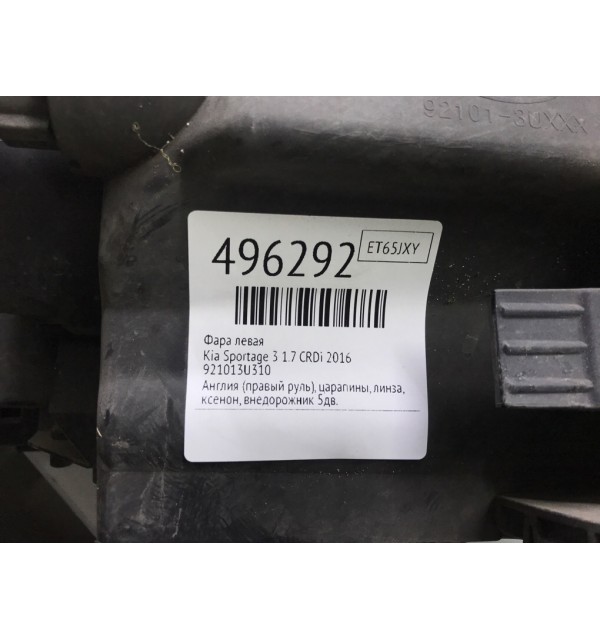 92101-3UXXX
496292
ET65JXY
Фара левая
Kia Sportage 3 1.7 CRDi 2016
921013U310
Англия (правый руль), царапины, линза,
ксенон, внедорожник 5дв.